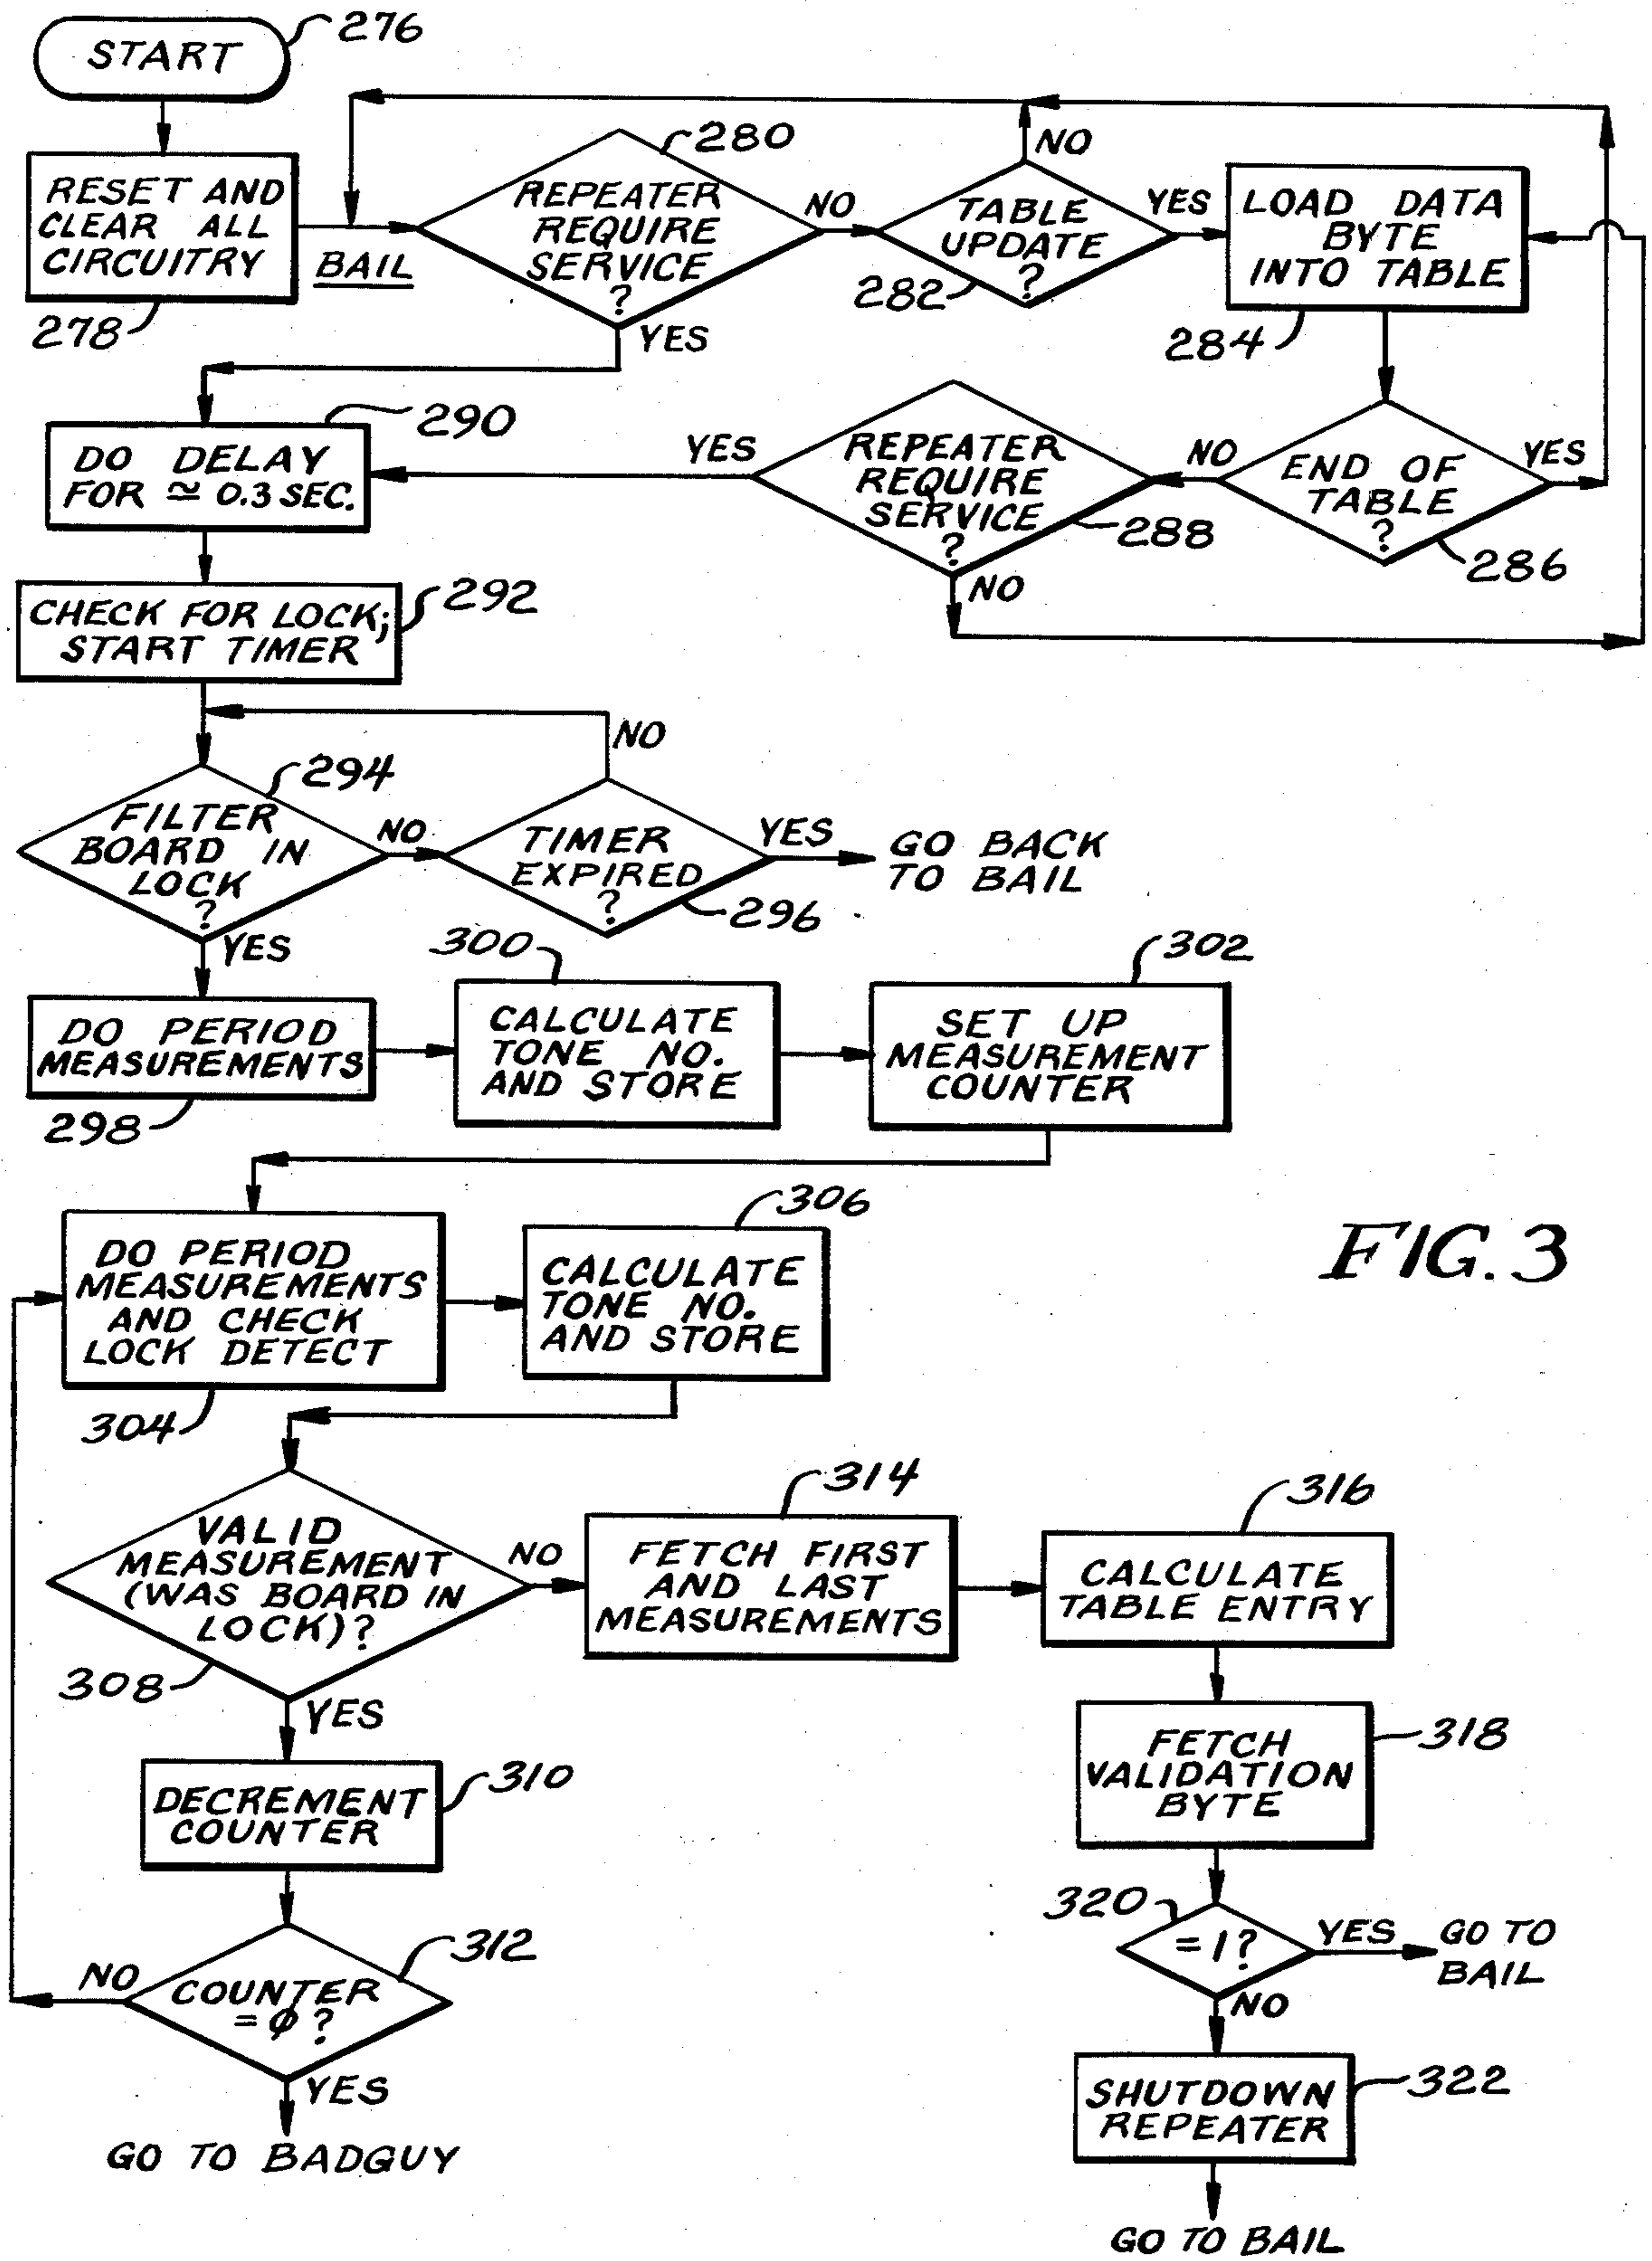 START
276
RESET AND
CLEAR ALL
CIRCUITRY
278
BAIL
280
REPEATER
REQUIRE
SERVICE
?
NO
YES
TABLE
UPDATE
?
282
NO
YES
LOAD DATA
BYTE
INTO TABLE
284
END OF
TABLE
?
286
YES
NO
REPEATER
REQUIRE
SERVICE
?
288
YES
NO
290
DO DELAY
FOR ≃ 0.3 SEC.
292
CHECK FOR LOCK;
START TIMER
294
FILTER
BOARD IN
LOCK
?
NO
YES
TIMER
EXPIRED
?
296
NO
YES
GO BACK
TO BAIL
DO PERIOD
MEASUREMENTS
298
300
CALCULATE
TONE NO.
AND STORE
302
SET UP
MEASUREMENT
COUNTER
DO PERIOD
MEASUREMENTS
AND CHECK
LOCK DETECT
304
306
CALCULATE
TONE NO.
AND STORE
FIG. 3
VALID
MEASUREMENT
(WAS BOARD IN
LOCK)?
308
NO
YES
314
FETCH FIRST
AND LAST
MEASUREMENTS
316
CALCULATE
TABLE ENTRY
318
FETCH
VALIDATION
BYTE
310
DECREMENT
COUNTER
312
COUNTER
= φ ?
NO
YES
GO TO BADGUY
320
= 1 ?
YES
GO TO
BAIL
NO
322
SHUTDOWN
REPEATER
GO TO BAIL